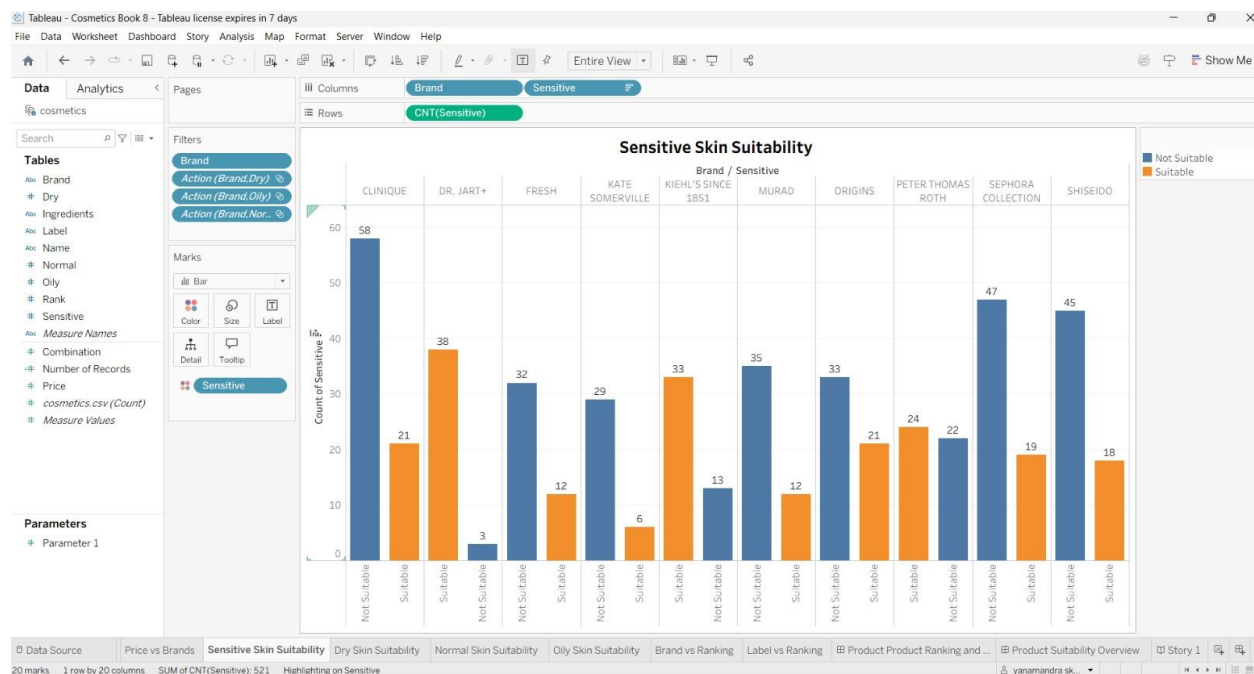 Tableau - Cosmetics Book 8 - Tableau license expires in 7 days
File Data Worksheet Dashboard Story Analysis Map Format Server Window Help
Entire View
Show Me
Data Analytics
cosmetics
Search
Tables
Abc Brand
# Dry
Abc Ingredients
Abc Label
Abc Name
# Normal
# Oily
# Rank
# Sensitive
Abc Measure Names
# Combination
=# Number of Records
# Price
# cosmetics.csv (Count)
# Measure Values
Parameters
# Parameter 1
Pages
Filters
Brand
Action (Brand,Dry)
Action (Brand,Oily)
Action (Brand,Nor..
Marks
Bar
Color Size Label
Detail Tooltip
Sensitive
Columns Brand Sensitive
Rows CNT(Sensitive)
Sensitive Skin Suitability
Brand / Sensitive
CLINIQUE
DR. JART+
FRESH
KATE
SOMERVILLE
KIEHL'S SINCE
1851
MURAD
ORIGINS
PETER THOMAS
ROTH
SEPHORA
COLLECTION
SHISEIDO
Count of Sensitive
60
50
40
30
20
10
0
58
21
38
3
32
12
29
6
33
13
35
12
33
21
24
22
47
19
45
18
Not Suitable
Suitable
Suitable
Not Suitable
Not Suitable
Suitable
Not Suitable
Suitable
Suitable
Not Suitable
Not Suitable
Suitable
Not Suitable
Suitable
Suitable
Not Suitable
Not Suitable
Suitable
Not Suitable
Suitable
Not Suitable
Suitable
Data Source Price vs Brands Sensitive Skin Suitability Dry Skin Suitability Normal Skin Suitability Oily Skin Suitability Brand vs Ranking Label vs Ranking Product Product Ranking and ... Product Suitability Overview Story 1
20 marks 1 row by 20 columns SUM of CNT(Sensitive): 521 Highlighting on Sensitive vanamandra sk...